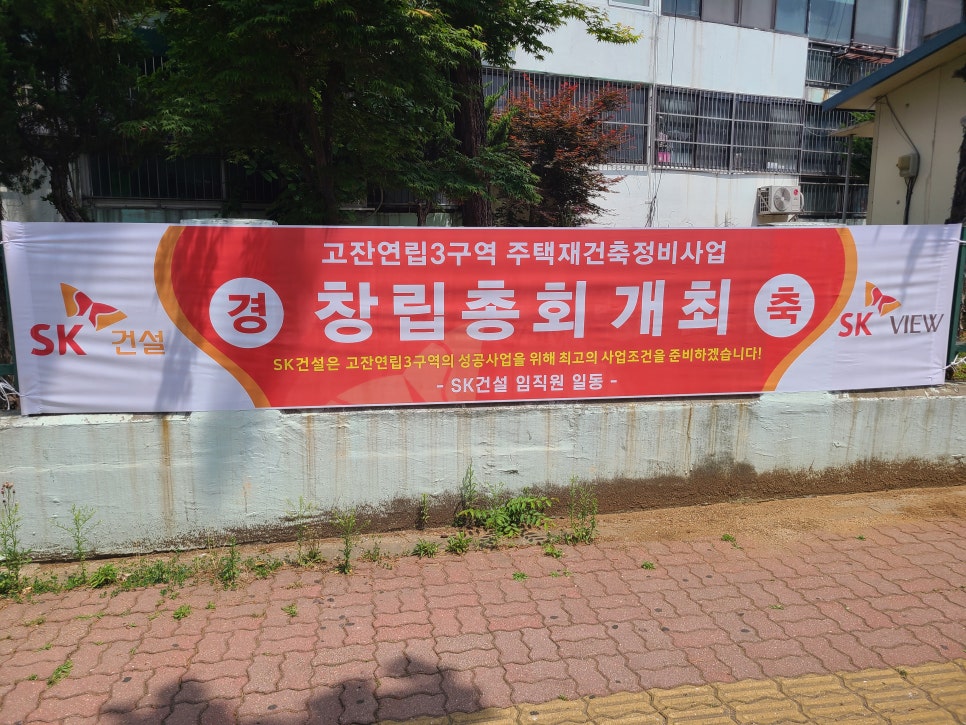 고잔연립3구역 주택재건축정비사업
경 창립총회 개최 축
SK건설은 고잔연립3구역의 성공사업을 위해 최고의 사업조건을 준비하겠습니다!
- SK건설 임직원 일동 -
SK 건설
SK VIEW